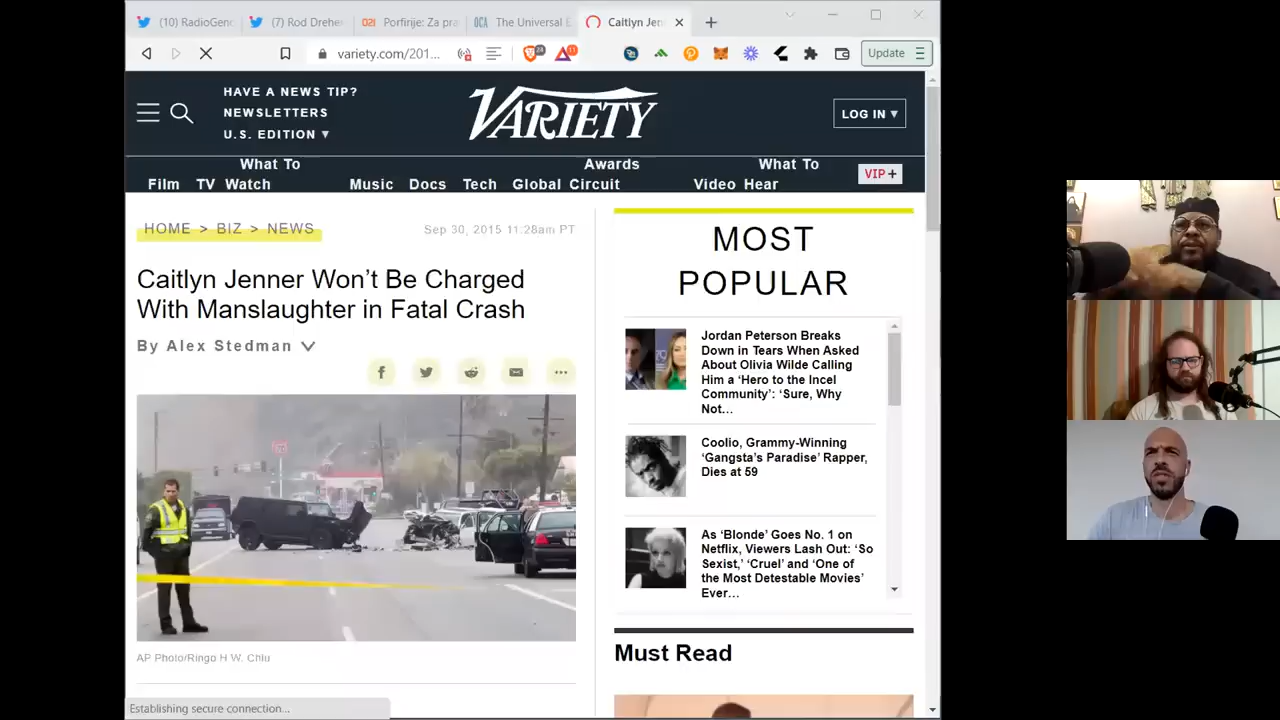 (10) RadioGeno
(7) Rod Dreher
021 Porfirije: Za pra
OCA The Universal E
Caitlyn Jen
variety.com/201...
24
11
Update
HAVE A NEWS TIP?
NEWSLETTERS
U.S. EDITION ▼
VARIETY
LOG IN ▼
Film TV What To Watch Music Docs Tech Global Awards Circuit Video What To Hear VIP+
HOME > BIZ > NEWS
Sep 30, 2015 11:28am PT
Caitlyn Jenner Won’t Be Charged
With Manslaughter in Fatal Crash
By Alex Stedman
AP Photo/Ringo H.W. Chiu
MOST
POPULAR
Jordan Peterson Breaks
Down in Tears When Asked
About Olivia Wilde Calling
Him a ‘Hero to the Incel
Community’: ‘Sure, Why
Not…
Coolio, Grammy-Winning
‘Gangsta’s Paradise’ Rapper,
Dies at 59
As ‘Blonde’ Goes No. 1 on
Netflix, Viewers Lash Out: ‘So
Sexist,’ ‘Cruel’ and ‘One of
the Most Detestable Movies’
Ever…
Must Read
Establishing secure connection...